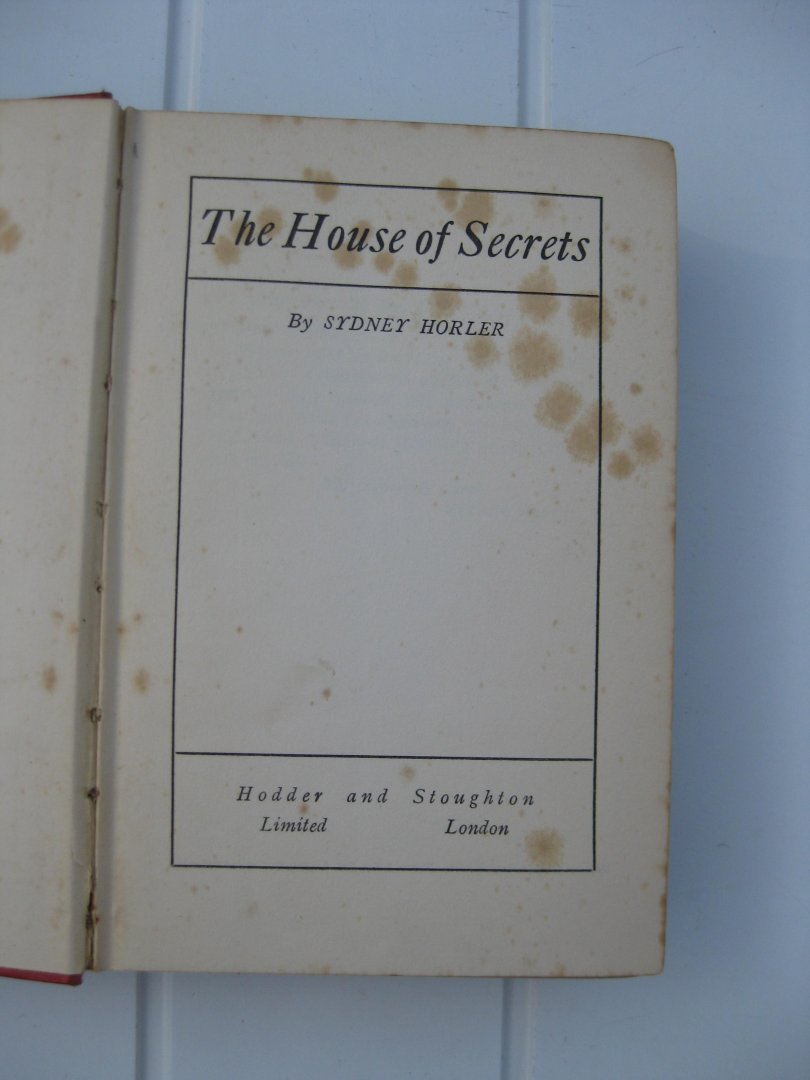 The House of Secrets
By SYDNEY HORLER
Hodder and Stoughton
Limited London